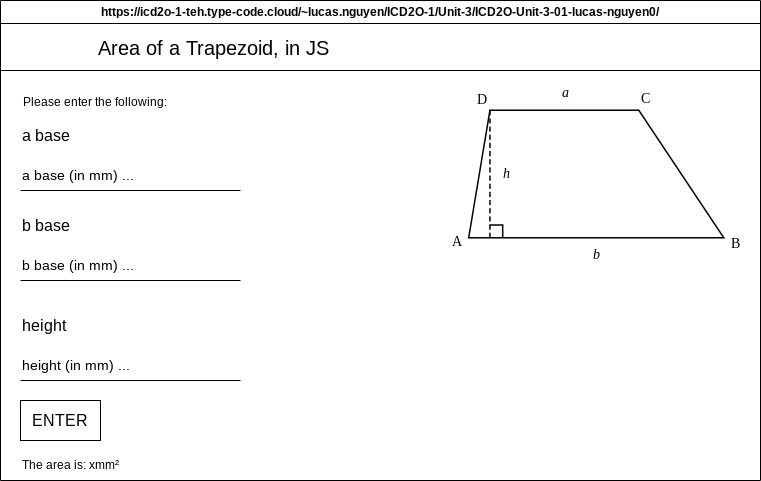 https://icd2o-1-teh.type-code.cloud/~lucas.nguyen/ICD2O-1/Unit-3/ICD2O-Unit-3-01-lucas-nguyen0/
Area of a Trapezoid, in JS
Please enter the following:
a base
a base (in mm) ...
b base
b base (in mm) ...
height
height (in mm) ...
ENTER
The area is: xmm²
D
a
C
h
A
b
B